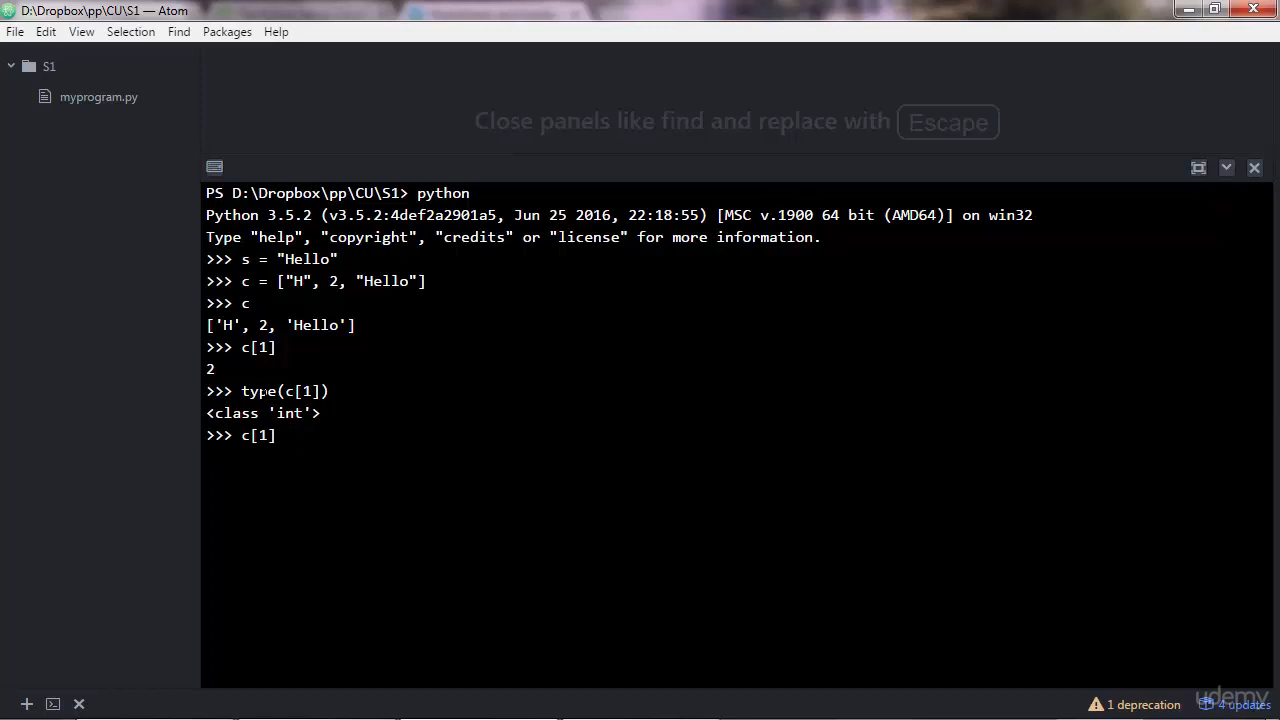 D:\Dropbox\pp\CU\S1 — Atom
File Edit View Selection Find Packages Help
S1
myprogram.py
Close panels like find and replace with Escape
PS D:\Dropbox\pp\CU\S1> python
Python 3.5.2 (v3.5.2:4def2a2901a5, Jun 25 2016, 22:18:55) [MSC v.1900 64 bit (AMD64)] on win32
Type "help", "copyright", "credits" or "license" for more information.
>>> s = "Hello"
>>> c = ["H", 2, "Hello"]
>>> c
['H', 2, 'Hello']
>>> c[1]
2
>>> type(c[1])
<class 'int'>
>>> c[1]
1 deprecation
4 updates
udemy